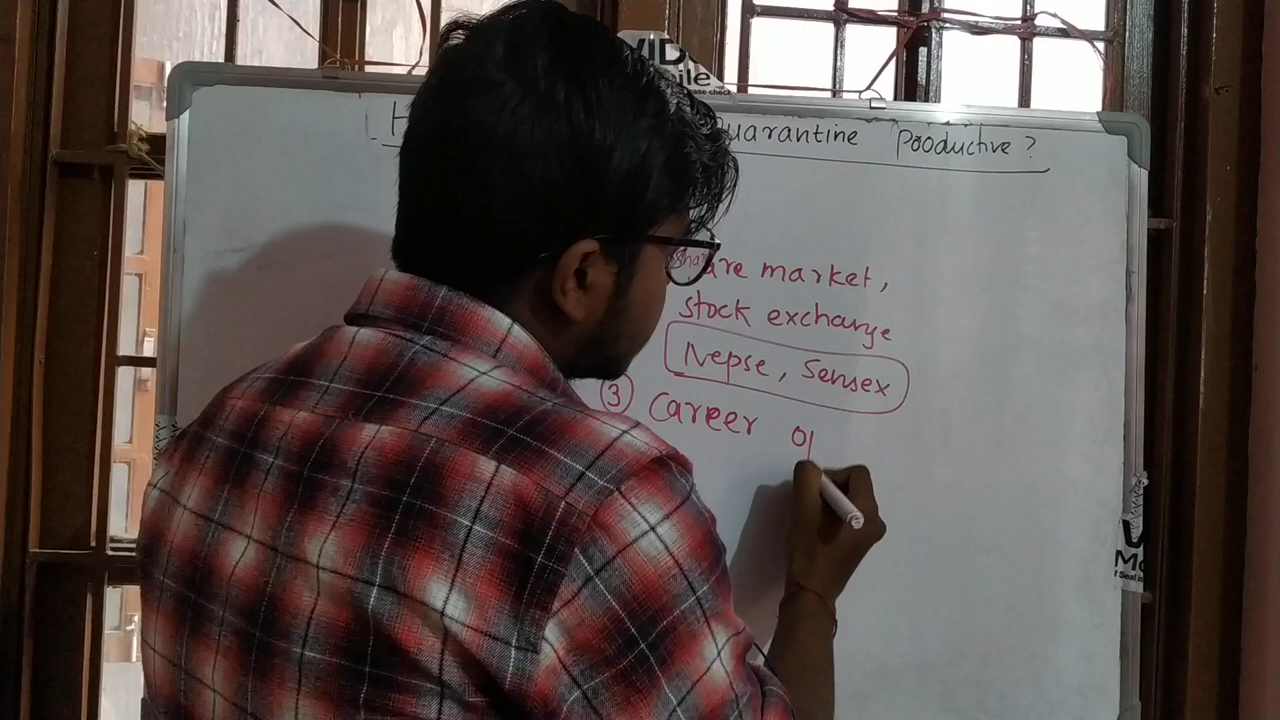 H
Quarantine Productive?
Share market,
stock exchange
Nepse, Sensex
③ Career